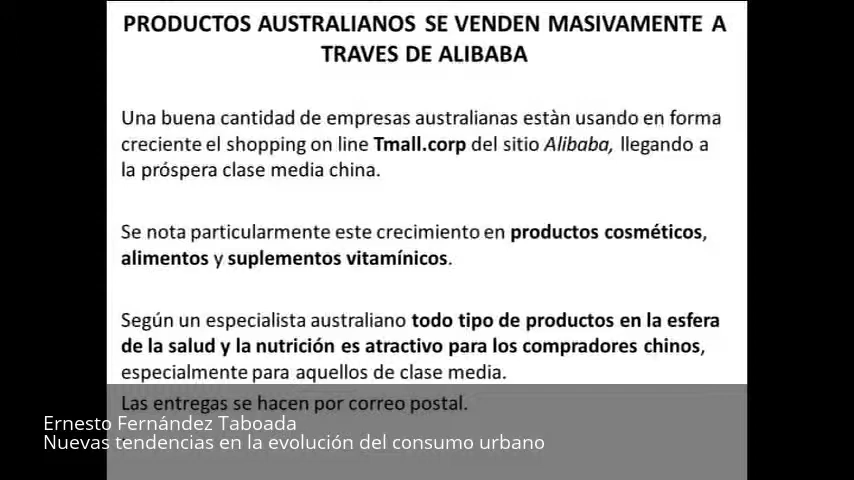 PRODUCTOS AUSTRALIANOS SE VENDEN MASIVAMENTE A
TRAVES DE ALIBABA
Una buena cantidad de empresas australianas estàn usando en forma
creciente el shopping on line Tmall.corp del sitio Alibaba, llegando a
la próspera clase media china.
Se nota particularmente este crecimiento en productos cosméticos,
alimentos y suplementos vitamínicos.
Según un especialista australiano todo tipo de productos en la esfera
de la salud y la nutrición es atractivo para los compradores chinos,
especialmente para aquellos de clase media.
Las entregas se hacen por correo postal.
Ernesto Fernández Taboada
Nuevas tendencias en la evolución del consumo urbano